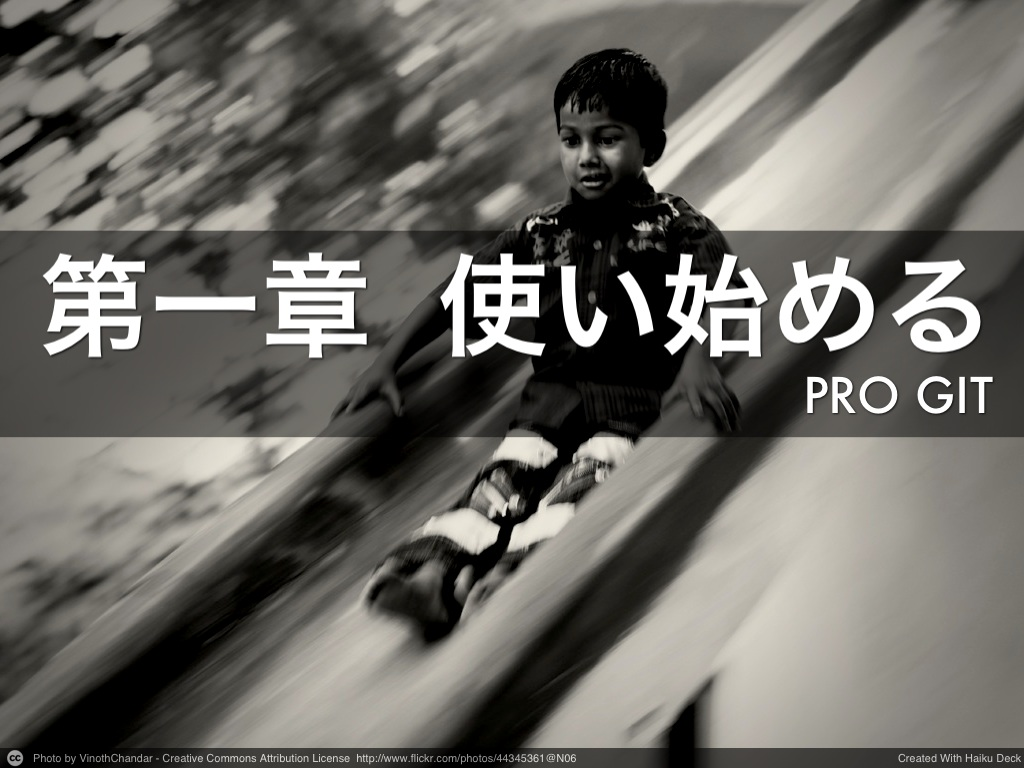 第一章 使い始める
PRO GIT
Photo by VinothChandar - Creative Commons Attribution License http://www.flickr.com/photos/44345361@N06
Created With Haiku Deck